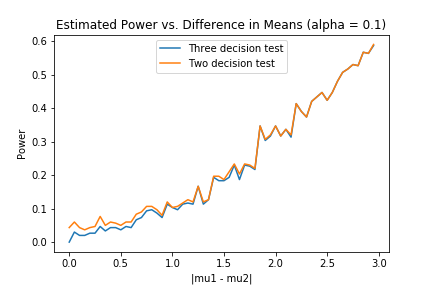 Estimated Power vs. Difference in Means (alpha = 0.1)
Three decision test
Two decision test
Power
0.6
0.5
0.4
0.3
0.2
0.1
0.0
0.0 0.5 1.0 1.5 2.0 2.5 3.0
|mu1 - mu2|